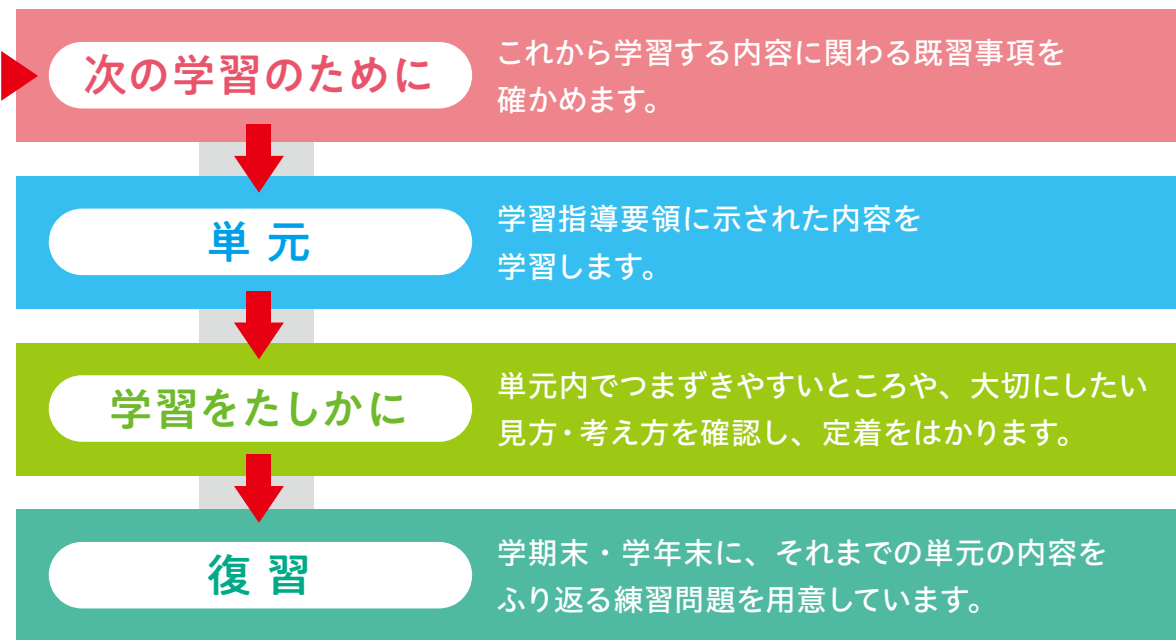 次の学習のために
これから学習する内容に関わる既習事項を
確かめます。
単元
学習指導要領に示された内容を
学習します。
学習をたしかに
単元内でつまずきやすいところや、大切にしたい
見方・考え方を確認し、定着をはかります。
復習
学期末・学年末に、それまでの単元の内容を
ふり返る練習問題を用意しています。